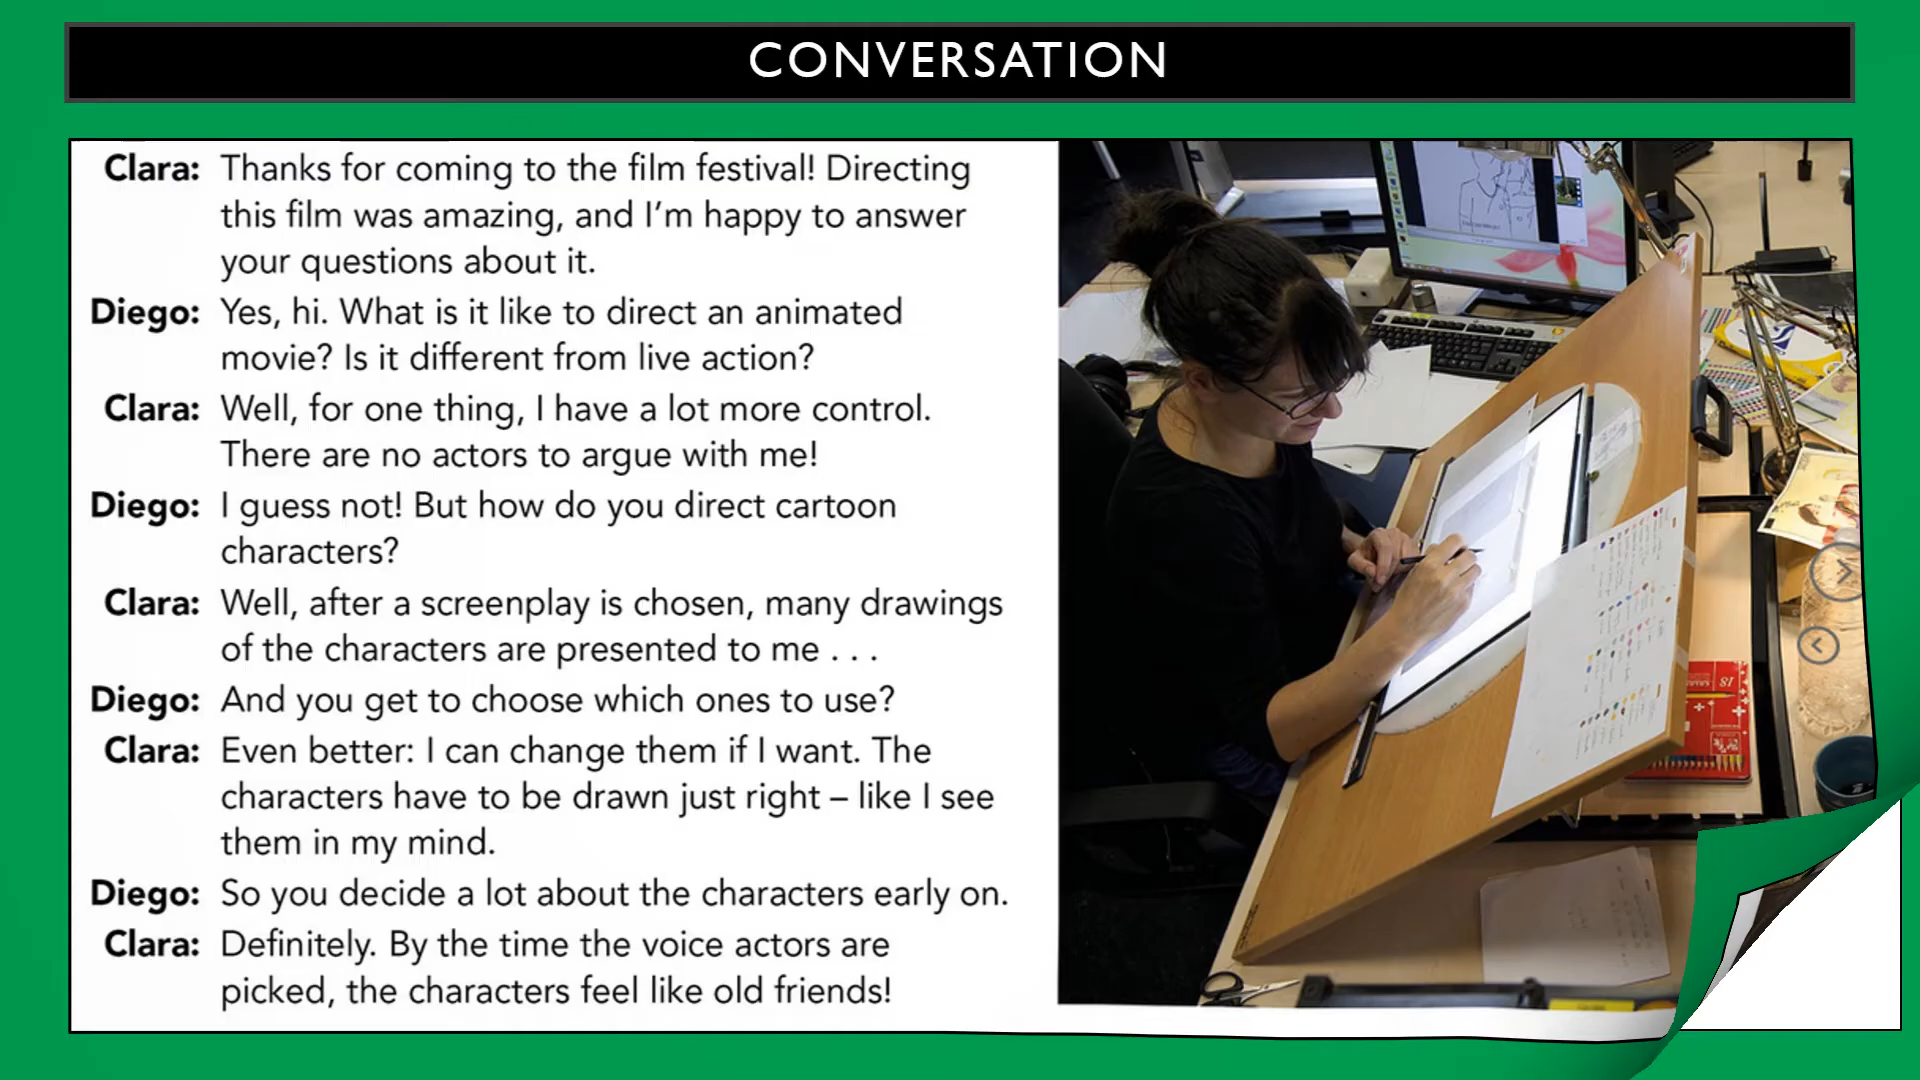 CONVERSATION
Clara: Thanks for coming to the film festival! Directing
this film was amazing, and I'm happy to answer
your questions about it.
Diego: Yes, hi. What is it like to direct an animated
movie? Is it different from live action?
Clara: Well, for one thing, I have a lot more control.
There are no actors to argue with me!
Diego: I guess not! But how do you direct cartoon
characters?
Clara: Well, after a screenplay is chosen, many drawings
of the characters are presented to me . . .
Diego: And you get to choose which ones to use?
Clara: Even better: I can change them if I want. The
characters have to be drawn just right – like I see
them in my mind.
Diego: So you decide a lot about the characters early on.
Clara: Definitely. By the time the voice actors are
picked, the characters feel like old friends!